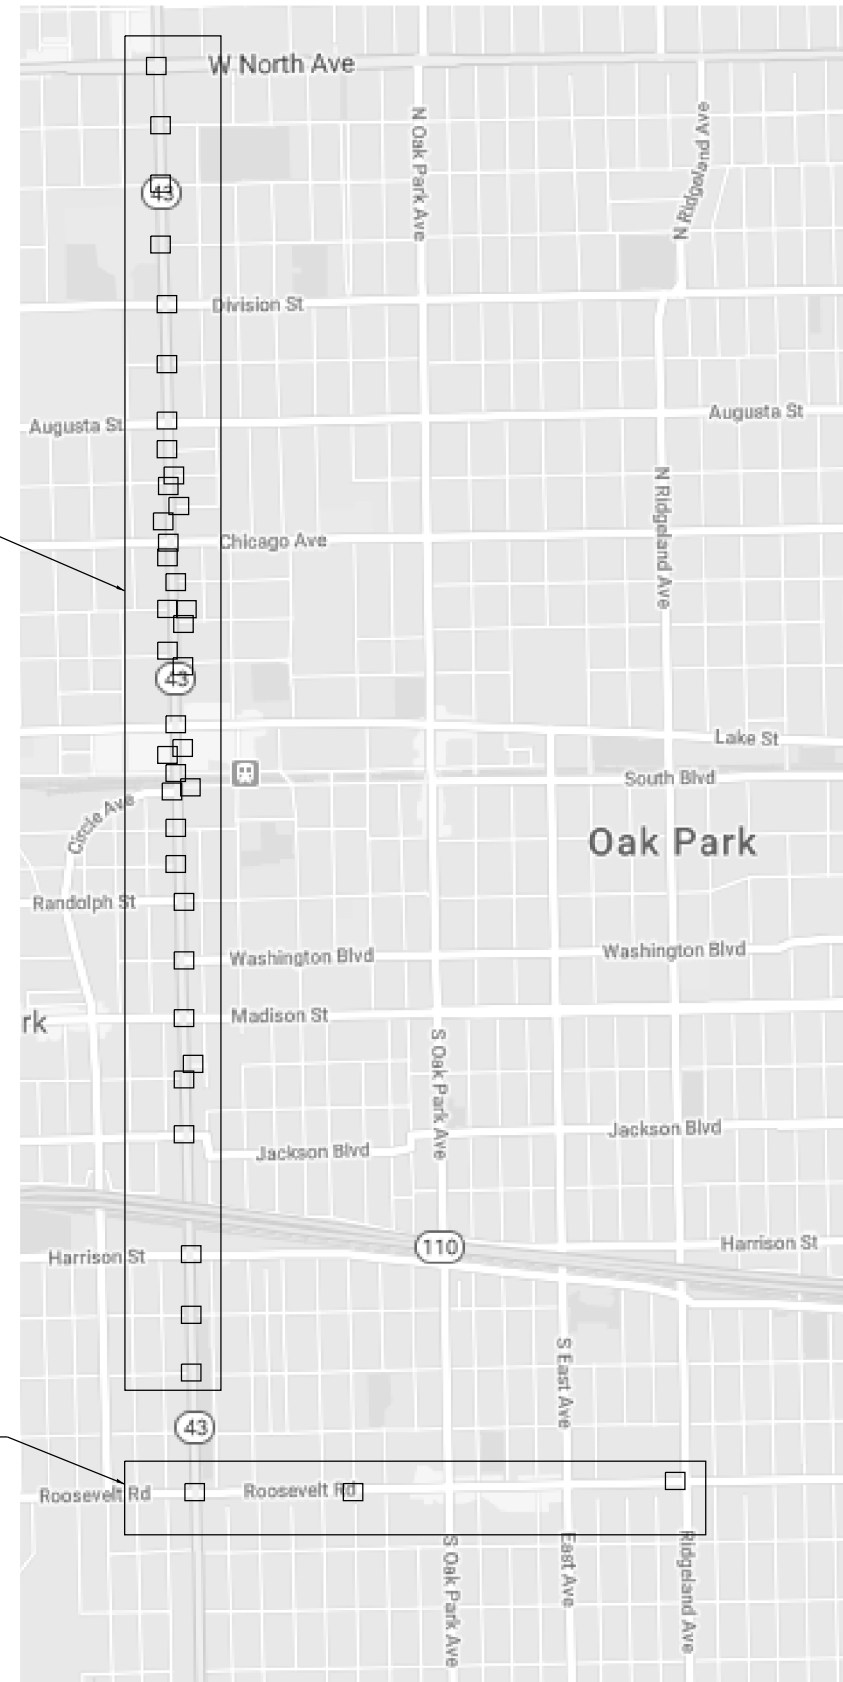 W North Ave
N Oak Park Ave
N Ridgeland Ave
43
Division St
Augusta St
Augusta St
N Ridgeland Ave
Chicago Ave
43
Lake St
South Blvd
Circle Ave
Oak Park
Randolph St
Washington Blvd
Washington Blvd
rk
Madison St
S Oak Park Ave
Jackson Blvd
Jackson Blvd
110
Harrison St
Harrison St
S East Ave
43
Roosevelt Rd
Roosevelt Rd
S Oak Park Ave
East Ave
Ridgeland Ave